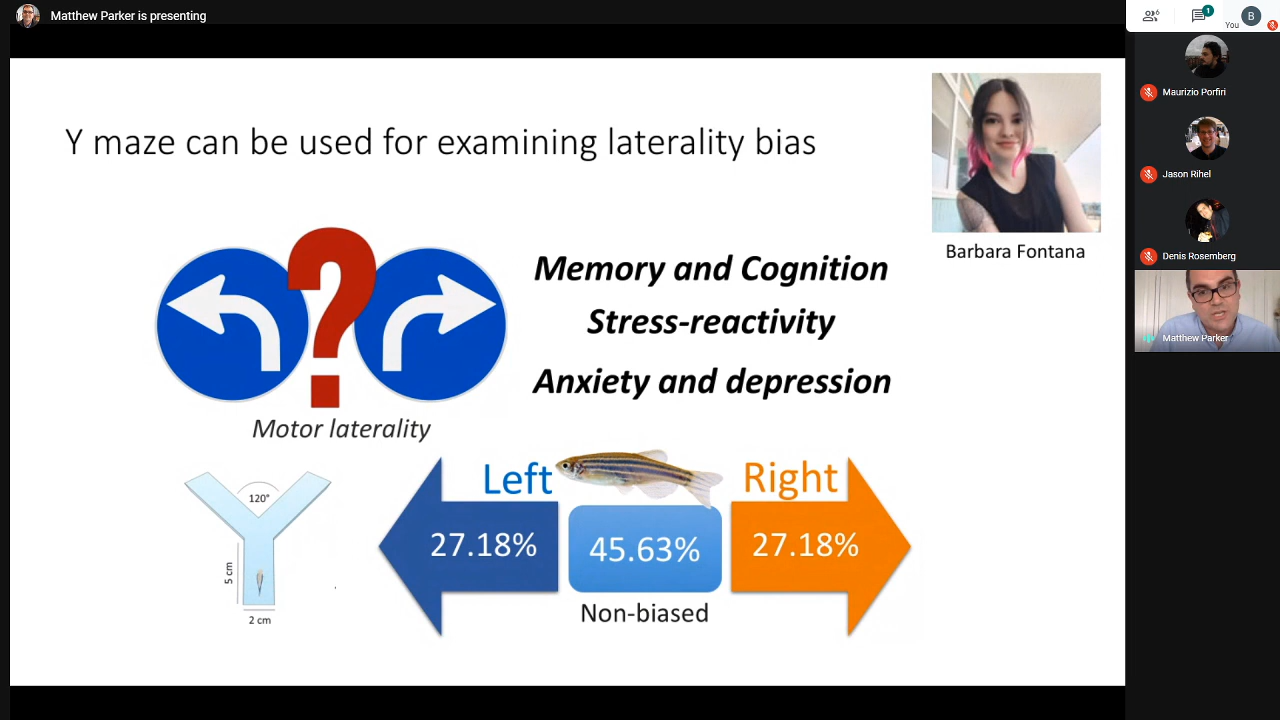 Matthew Parker is presenting
6
1
You
B
Maurizio Porfiri
Jason Rihel
Denis Rosemberg
Matthew Parker
Y maze can be used for examining laterality bias
Barbara Fontana
?
Memory and Cognition
Stress-reactivity
Anxiety and depression
Motor laterality
120°
5 cm
2 cm
Left
Right
27.18%
45.63%
27.18%
Non-biased